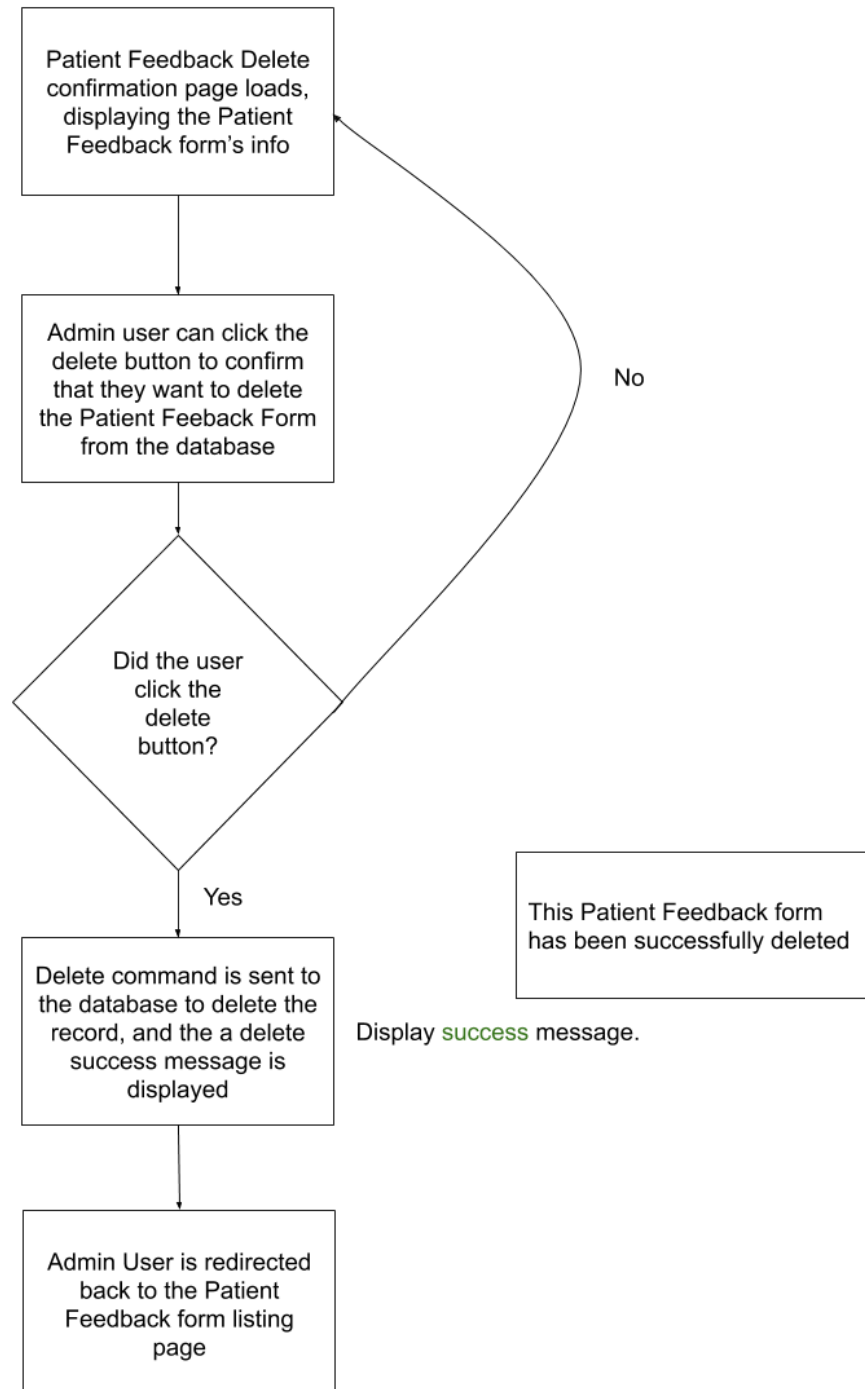 Patient Feedback Delete
confirmation page loads,
displaying the Patient
Feedback form's info
Admin user can click the
delete button to confirm
that they want to delete
the Patient Feeback Form
from the database
No
Did the user
click the
delete
button?
Yes
This Patient Feedback form
has been successfully deleted
Delete command is sent to
the database to delete the
record, and the a delete
success message is
displayed
Display success message.
Admin User is redirected
back to the Patient
Feedback form listing
page